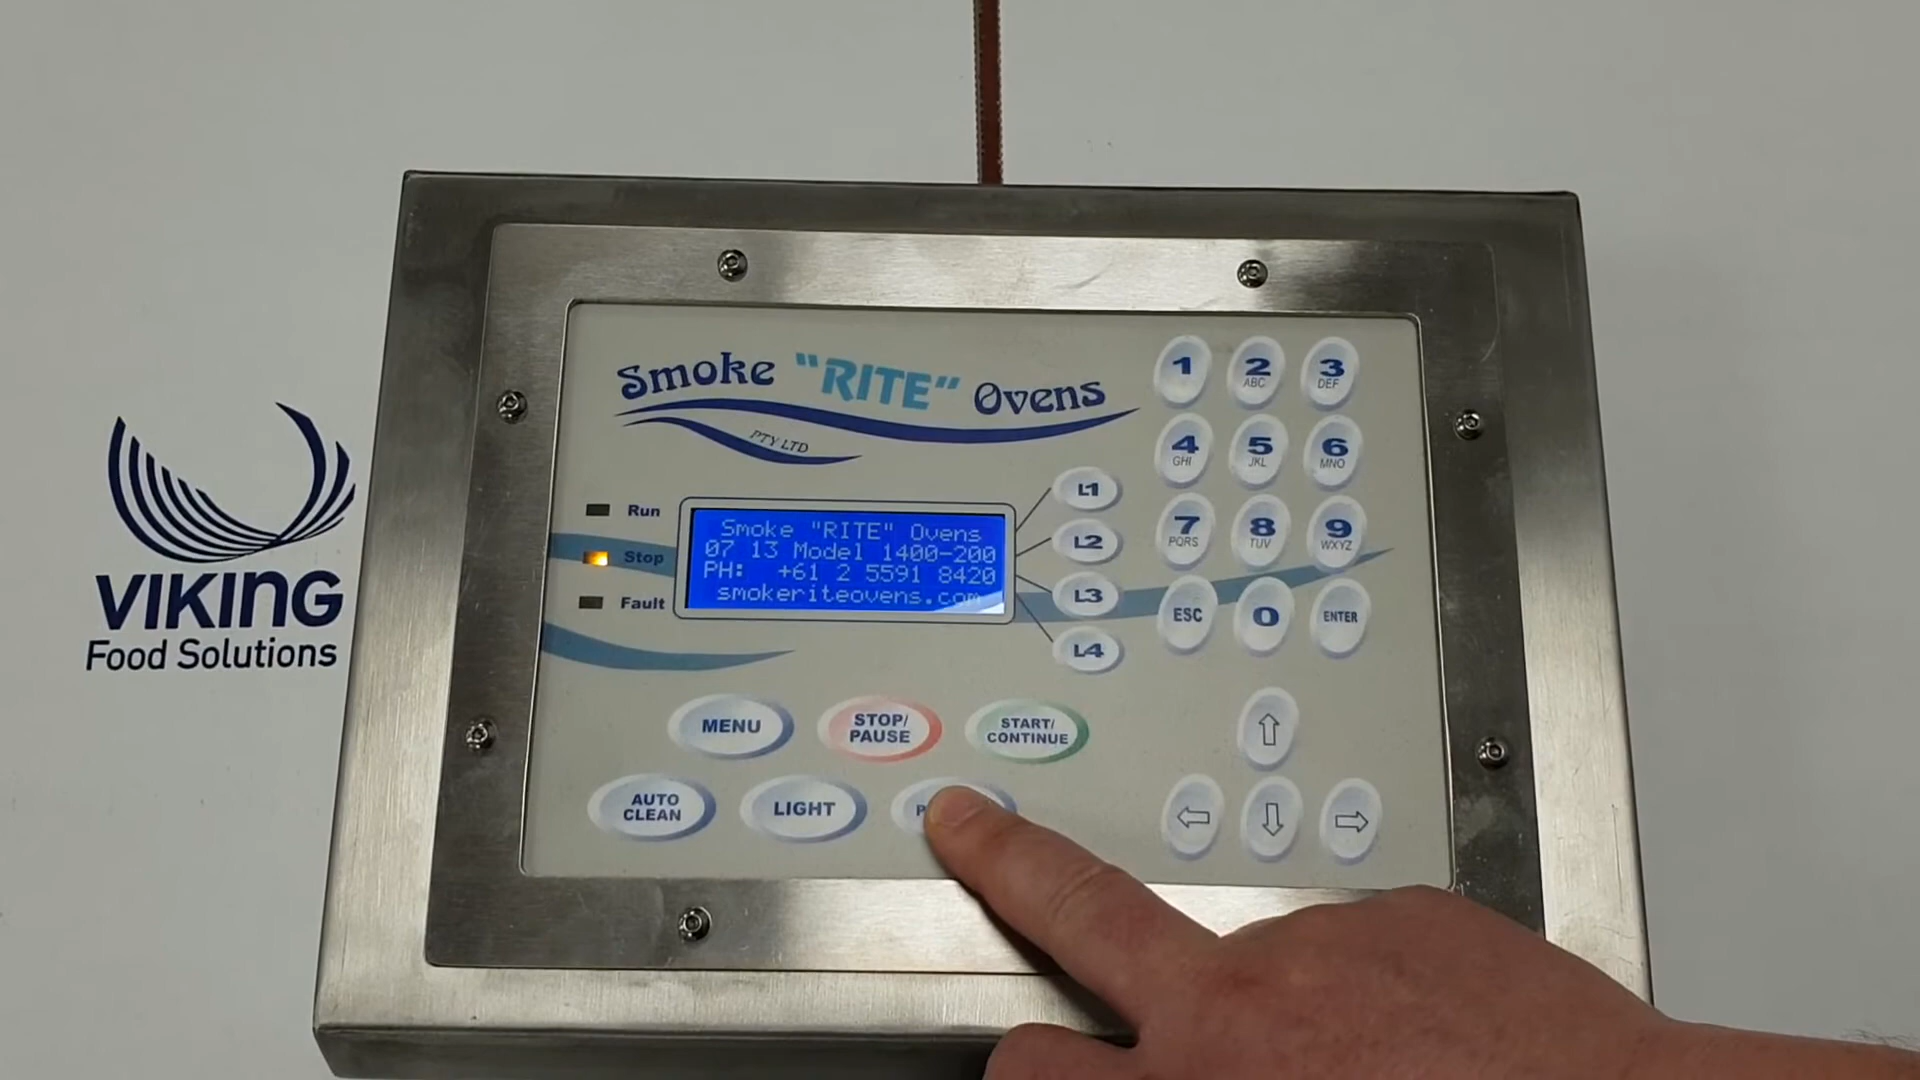 Smoke "RITE" Ovens
PTY LTD
Run
Stop
Fault
Smoke "RITE" Ovens
07 13 Model 1400-200
PH: +61 2 5591 8420
smokeriteovens.com
L1
L2
L3
L4
1
2 ABC
3 DEF
4 GHI
5 JKL
6 MNO
7 PQRS
8 TUV
9 WXYZ
ESC
0
ENTER
MENU
STOP/
PAUSE
START/
CONTINUE
AUTO
CLEAN
LIGHT
VIKING
Food Solutions